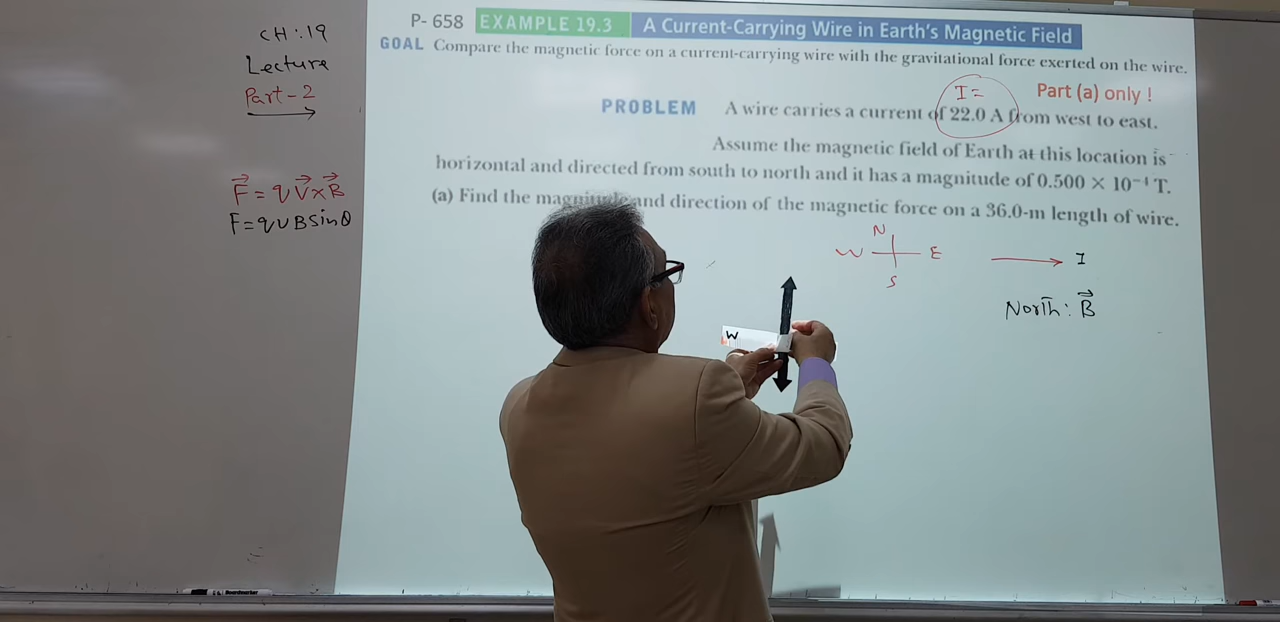 CH: 19
Lecture
Part-2
F = qV×B
F = qVBsinθ
P- 658 EXAMPLE 19.3 A Current-Carrying Wire in Earth's Magnetic Field
GOAL Compare the magnetic force on a current-carrying wire with the gravitational force exerted on the wire.
I= Part (a) only !
PROBLEM A wire carries a current of 22.0 A from west to east.
Assume the magnetic field of Earth at this location is
horizontal and directed from south to north and it has a magnitude of 0.500 × 10⁻⁴ T.
(a) Find the magnitude and direction of the magnetic force on a 36.0-m length of wire.
N
W E I
S
North: B
W
Boardmarker